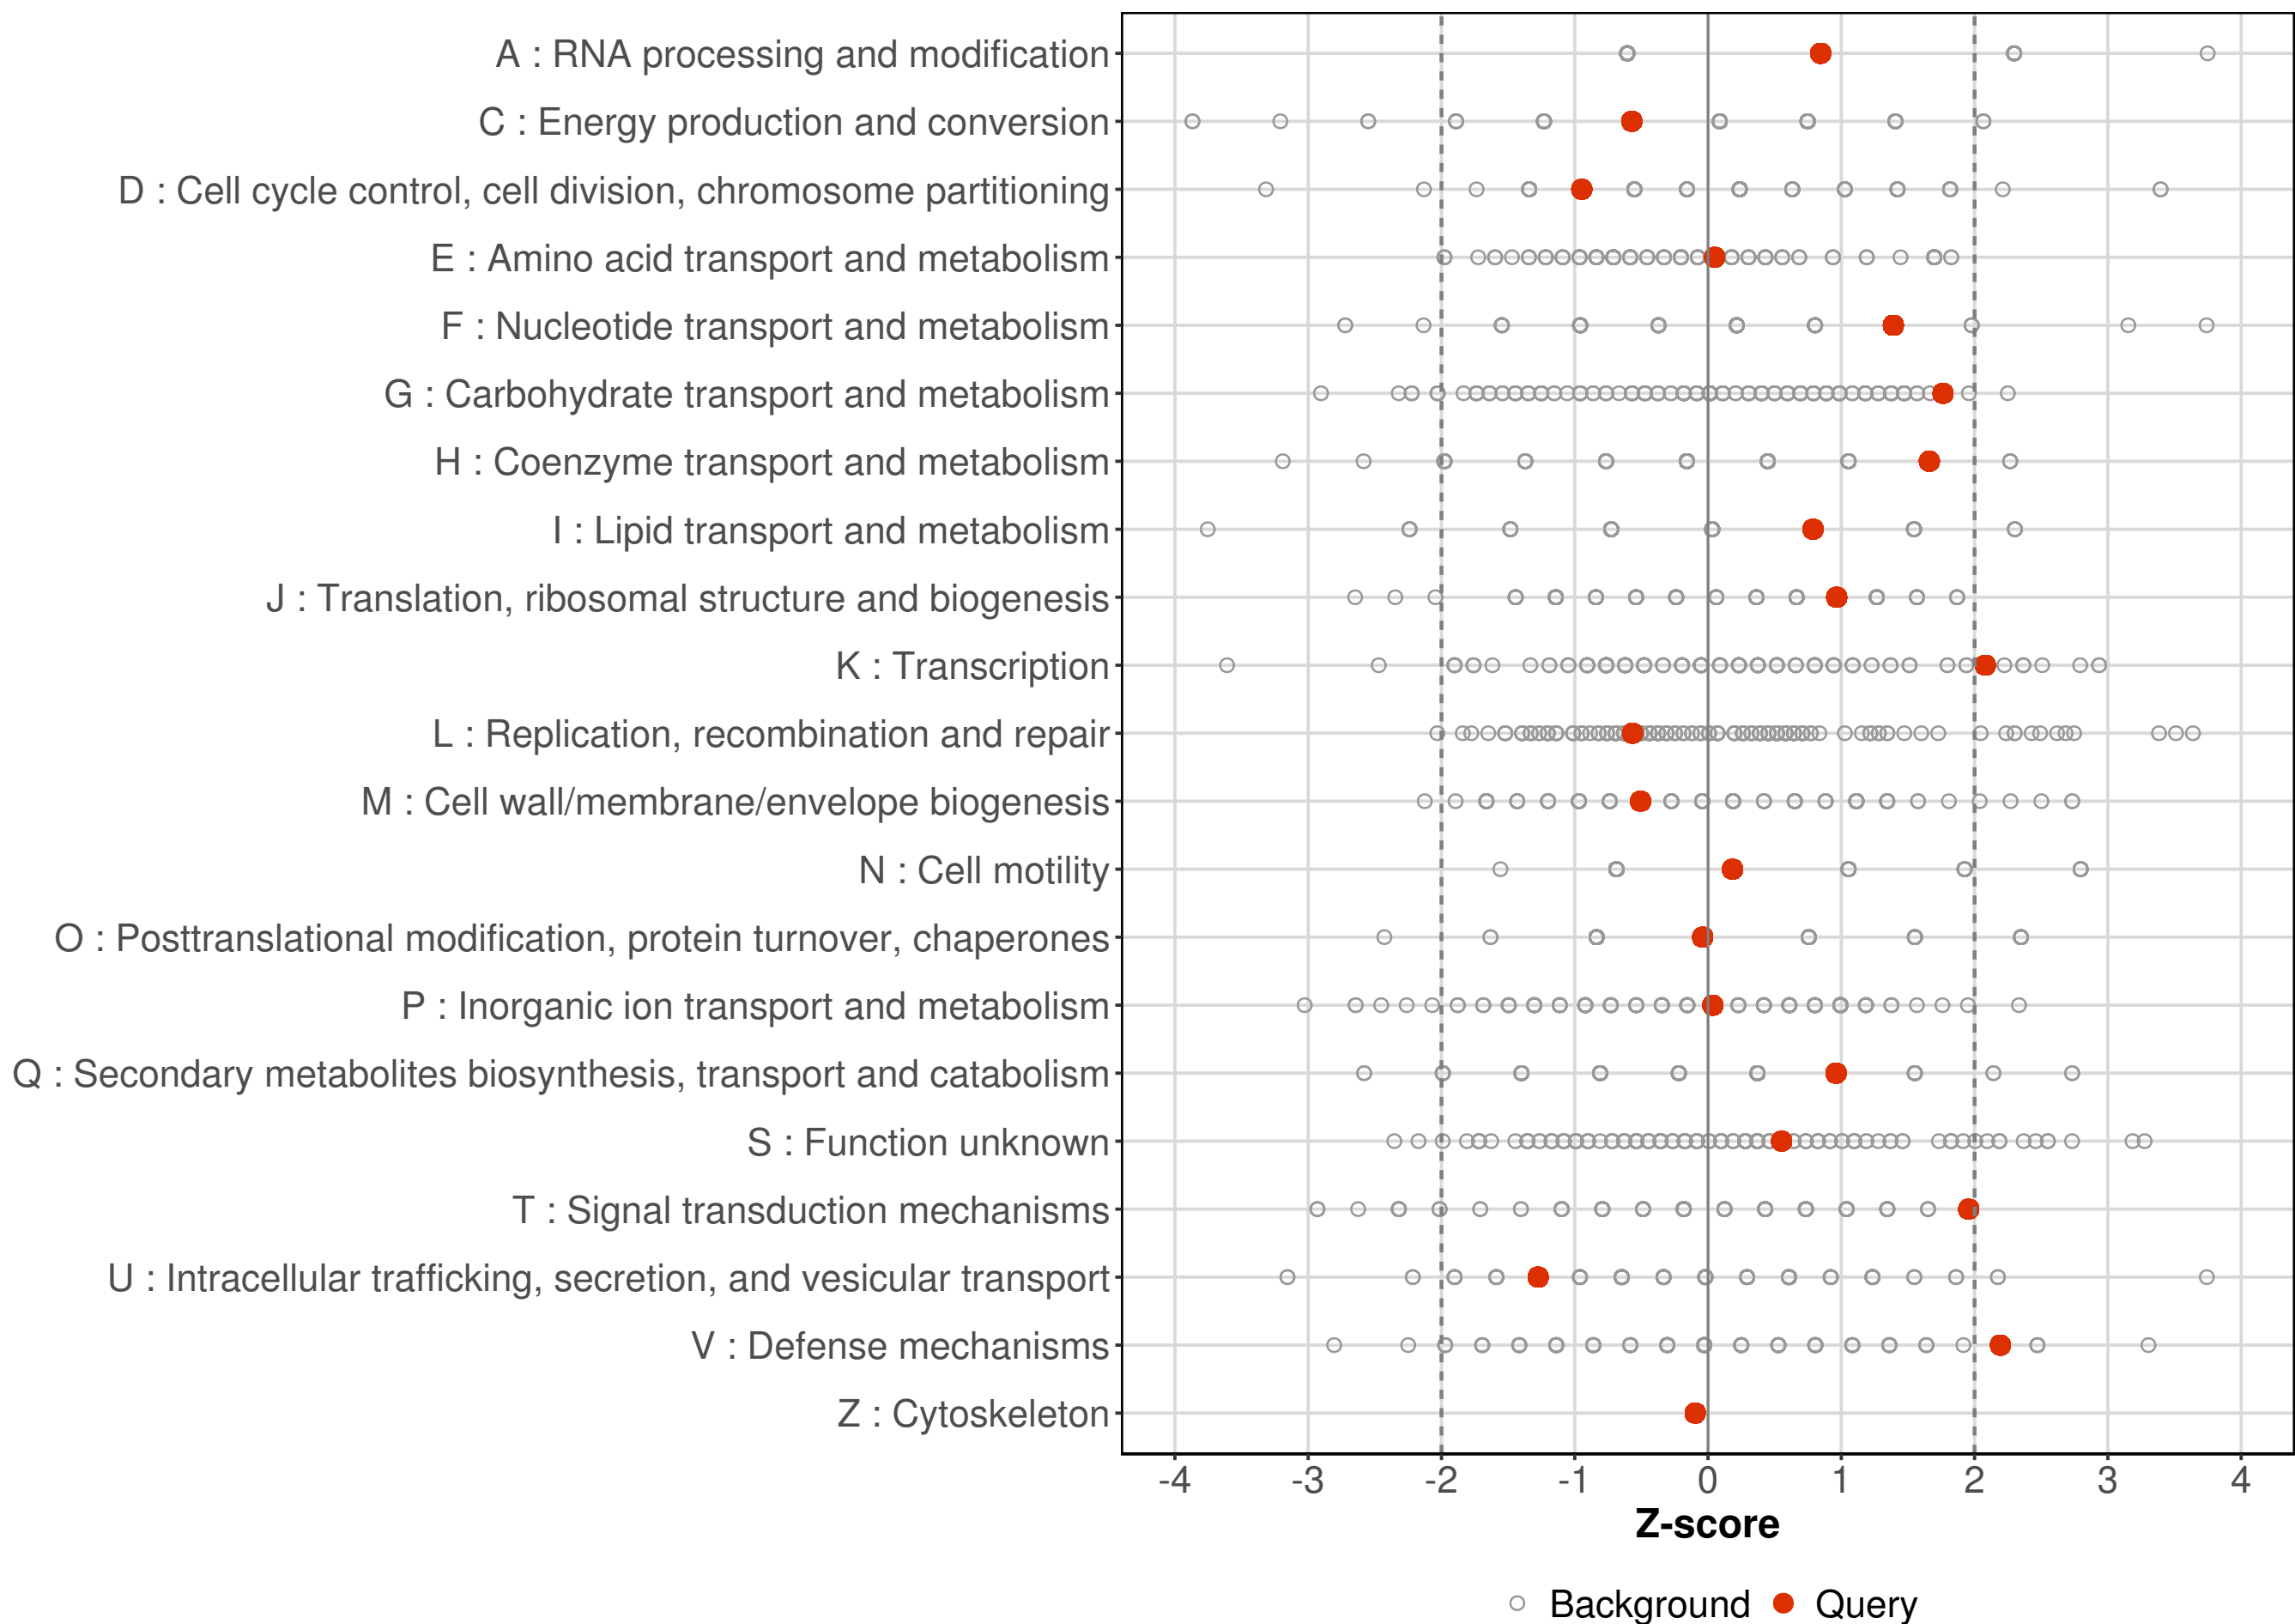 A : RNA processing and modification
C : Energy production and conversion
D : Cell cycle control, cell division, chromosome partitioning
E : Amino acid transport and metabolism
F : Nucleotide transport and metabolism
G : Carbohydrate transport and metabolism
H : Coenzyme transport and metabolism
I : Lipid transport and metabolism
J : Translation, ribosomal structure and biogenesis
K : Transcription
L : Replication, recombination and repair
M : Cell wall/membrane/envelope biogenesis
N : Cell motility
O : Posttranslational modification, protein turnover, chaperones
P : Inorganic ion transport and metabolism
Q : Secondary metabolites biosynthesis, transport and catabolism
S : Function unknown
T : Signal transduction mechanisms
U : Intracellular trafficking, secretion, and vesicular transport
V : Defense mechanisms
Z : Cytoskeleton
-4 -3 -2 -1 0 1 2 3 4
Z-score
Background Query